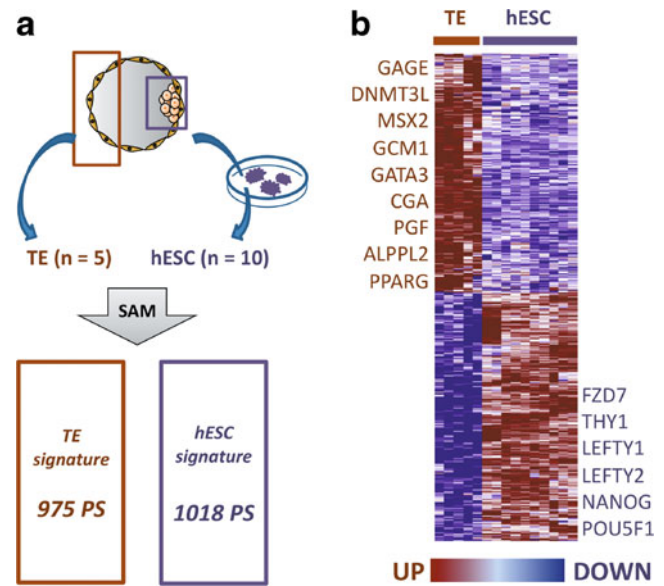 a
TE (n = 5)
hESC (n = 10)
SAM
TE
signature
975 PS
hESC
signature
1018 PS
b
TE
hESC
GAGE
DNMT3L
MSX2
GCM1
GATA3
CGA
PGF
ALPPL2
PPARG
FZD7
THY1
LEFTY1
LEFTY2
NANOG
POU5F1
UP
DOWN